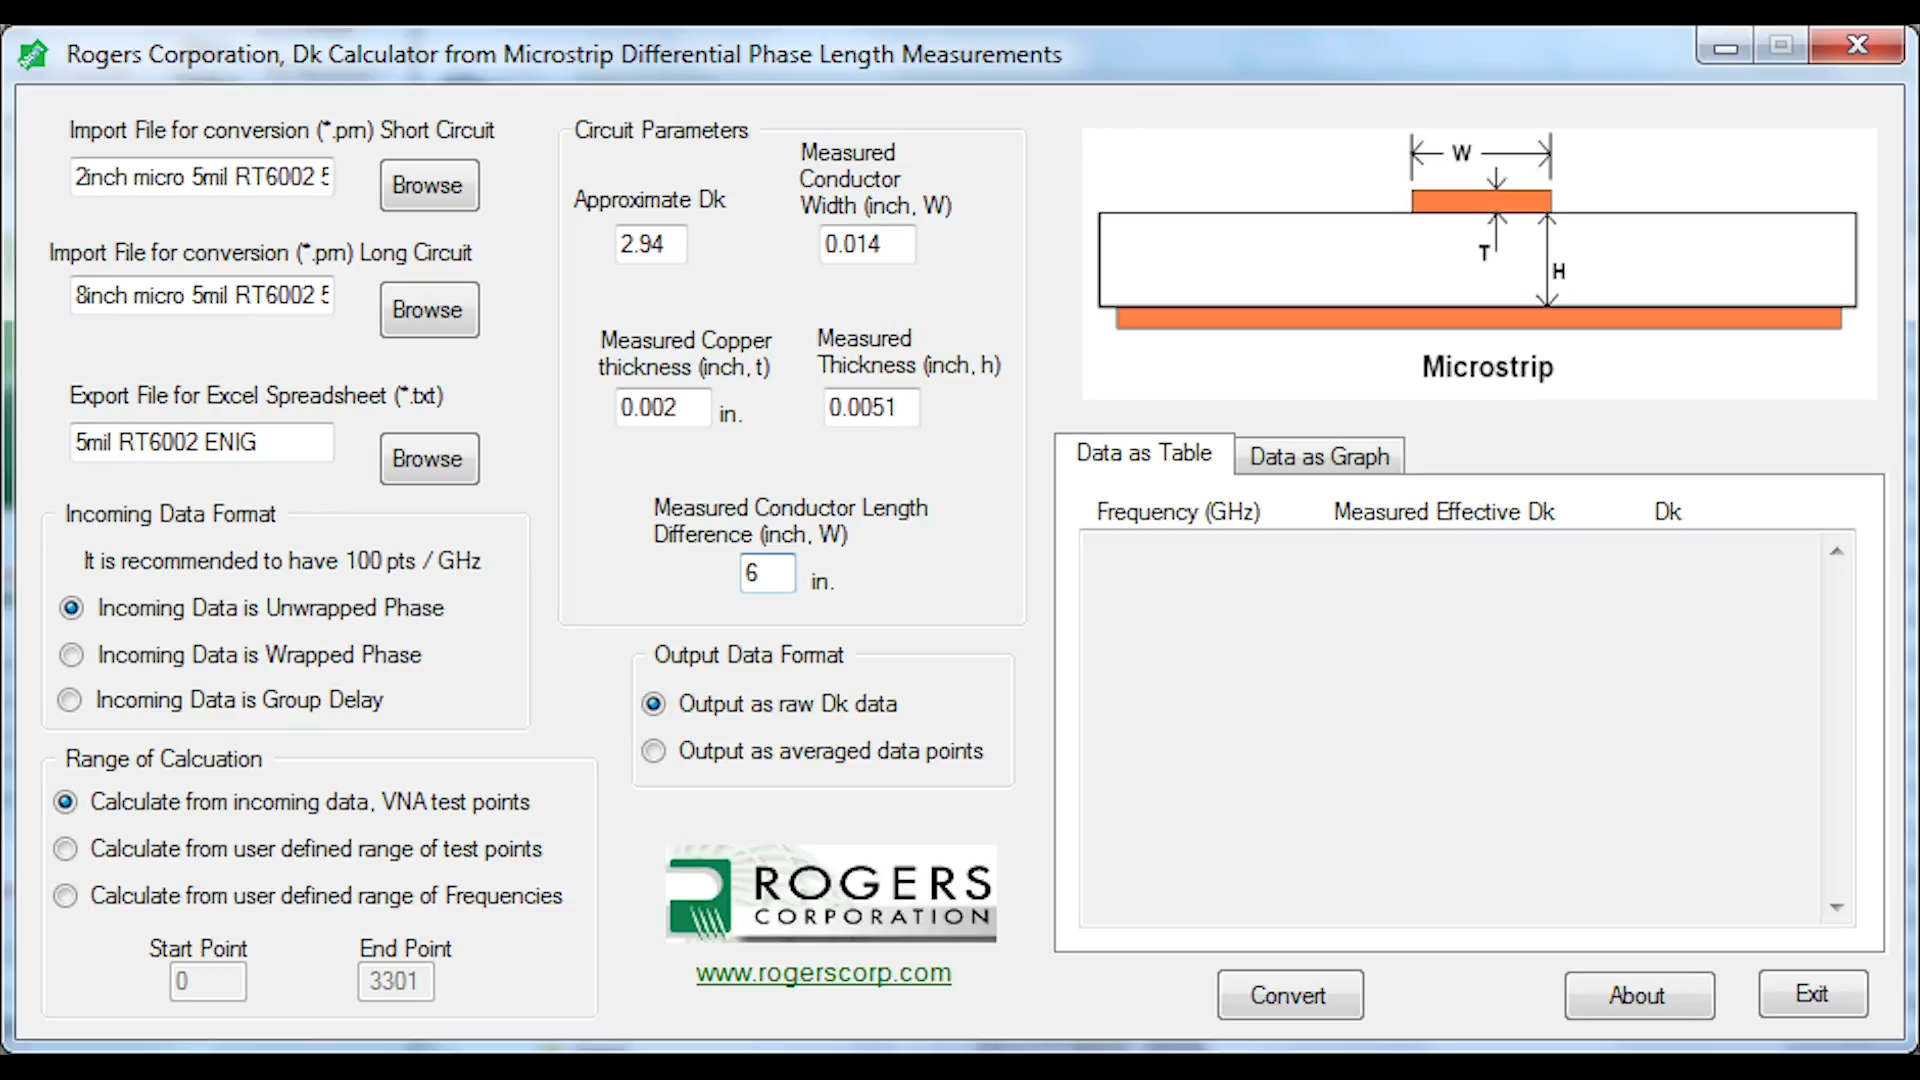 Rogers Corporation, Dk Calculator from Microstrip Differential Phase Length Measurements
Import File for conversion (*.prn) Short Circuit
2inch micro 5mil RT6002 5
Browse
Import File for conversion (*.prn) Long Circuit
8inch micro 5mil RT6002 5
Browse
Export File for Excel Spreadsheet (*.txt)
5mil RT6002 ENIG
Browse
Incoming Data Format
It is recommended to have 100 pts / GHz
Incoming Data is Unwrapped Phase
Incoming Data is Wrapped Phase
Incoming Data is Group Delay
Range of Calcuation
Calculate from incoming data, VNA test points
Calculate from user defined range of test points
Calculate from user defined range of Frequencies
Start Point
0
End Point
3301
Circuit Parameters
Approximate Dk
2.94
Measured
Conductor
Width (inch, W)
0.014
Measured Copper
thickness (inch, t)
0.002 in.
Measured
Thickness (inch, h)
0.0051
Measured Conductor Length
Difference (inch, W)
6 in.
Output Data Format
Output as raw Dk data
Output as averaged data points
ROGERS
CORPORATION
www.rogerscorp.com
W
T
H
Microstrip
Data as Table
Data as Graph
Frequency (GHz) Measured Effective Dk Dk
Convert
About
Exit